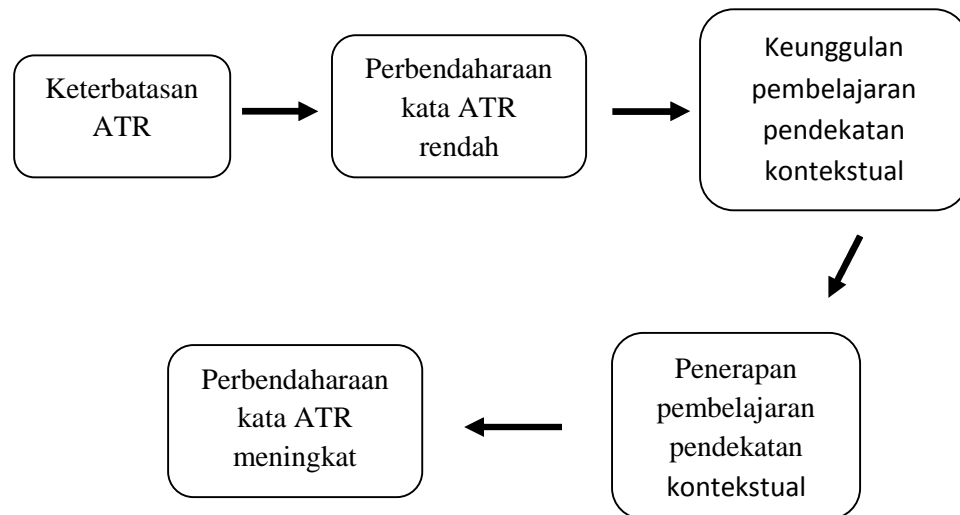 Keterbatasan
ATR
Perbendaharaan
kata ATR
rendah
Keunggulan
pembelajaran
pendekatan
kontekstual
Penerapan
pembelajaran
pendekatan
kontekstual
Perbendaharaan
kata ATR
meningkat